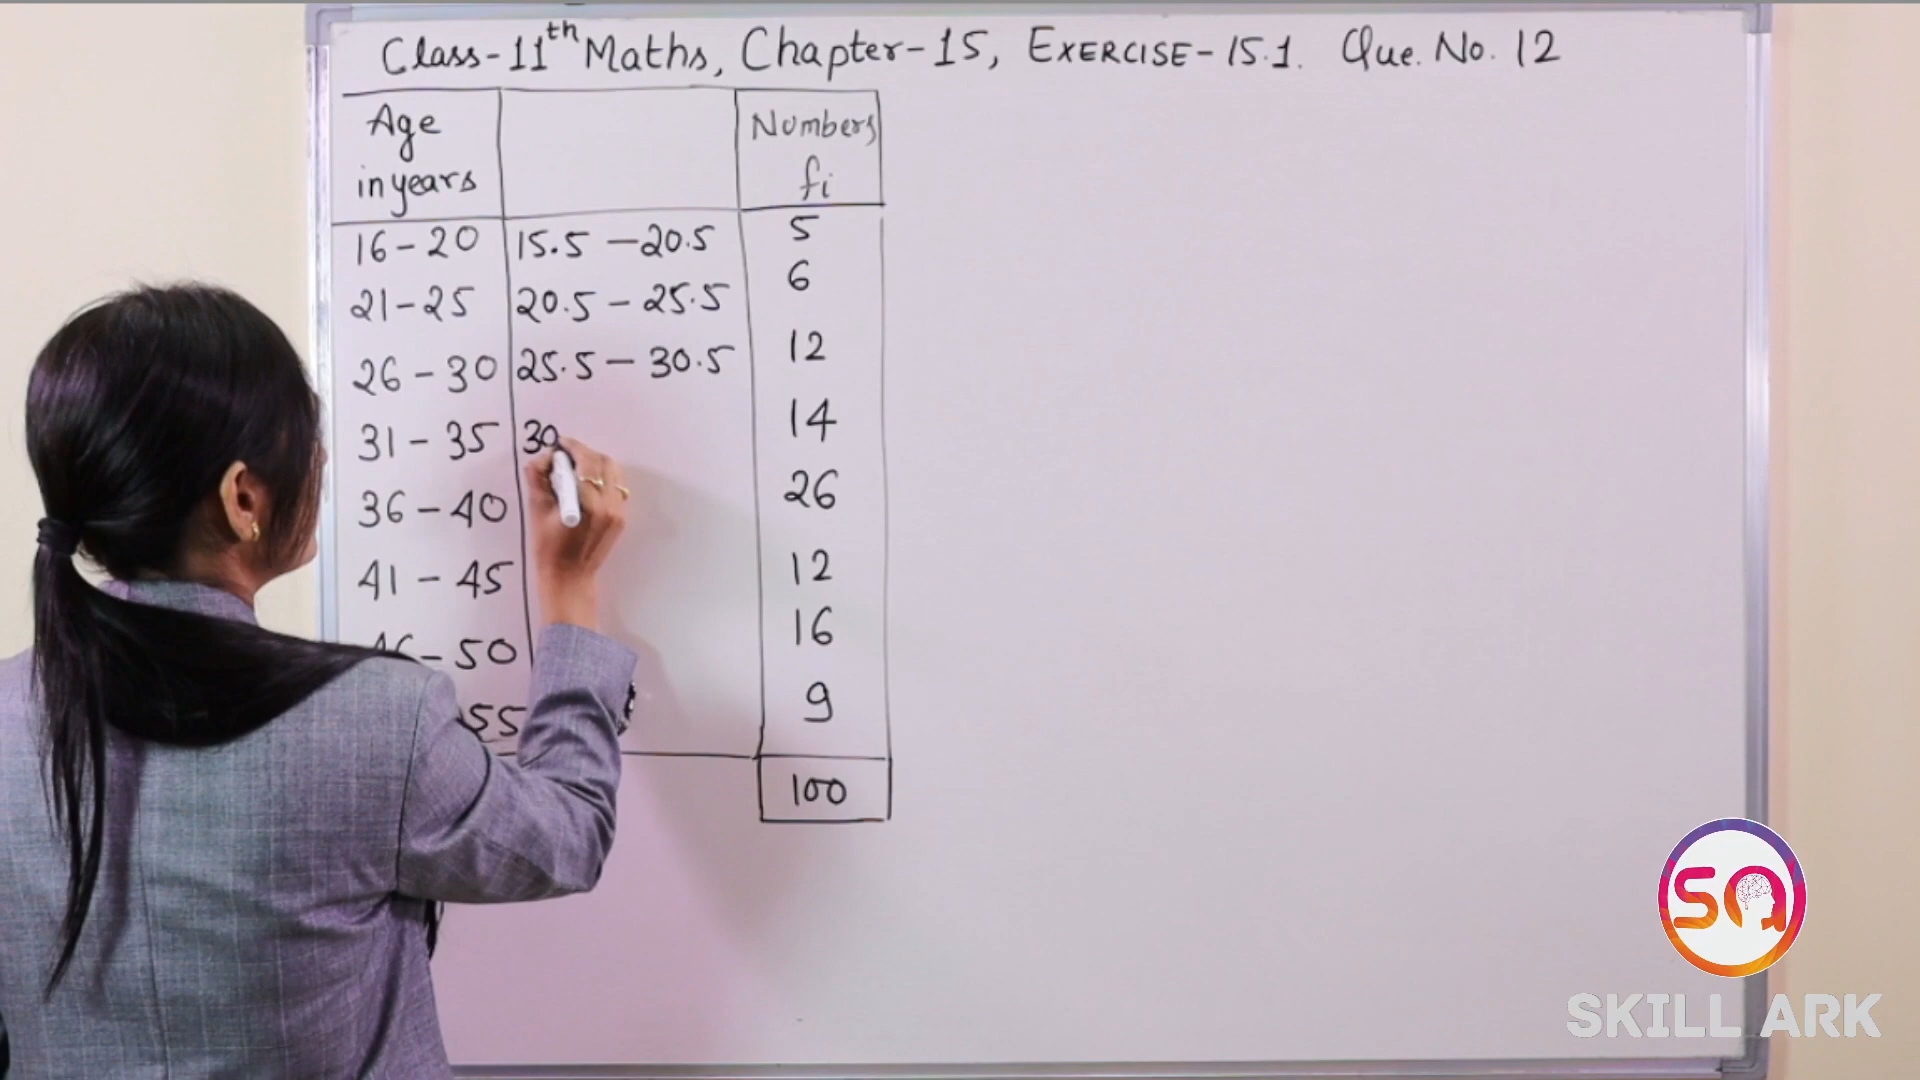 Class-11th Maths, Chapter-15, EXERCISE-15.1. Que. No. 12
Age in years Numbers fi
16-20 15.5 - 20.5 5
21-25 20.5 - 25.5 6
26-30 25.5 - 30.5 12
31-35 30 14
36-40 26
41-45 12
-50 16
55 9
100
SA
SKILL ARK